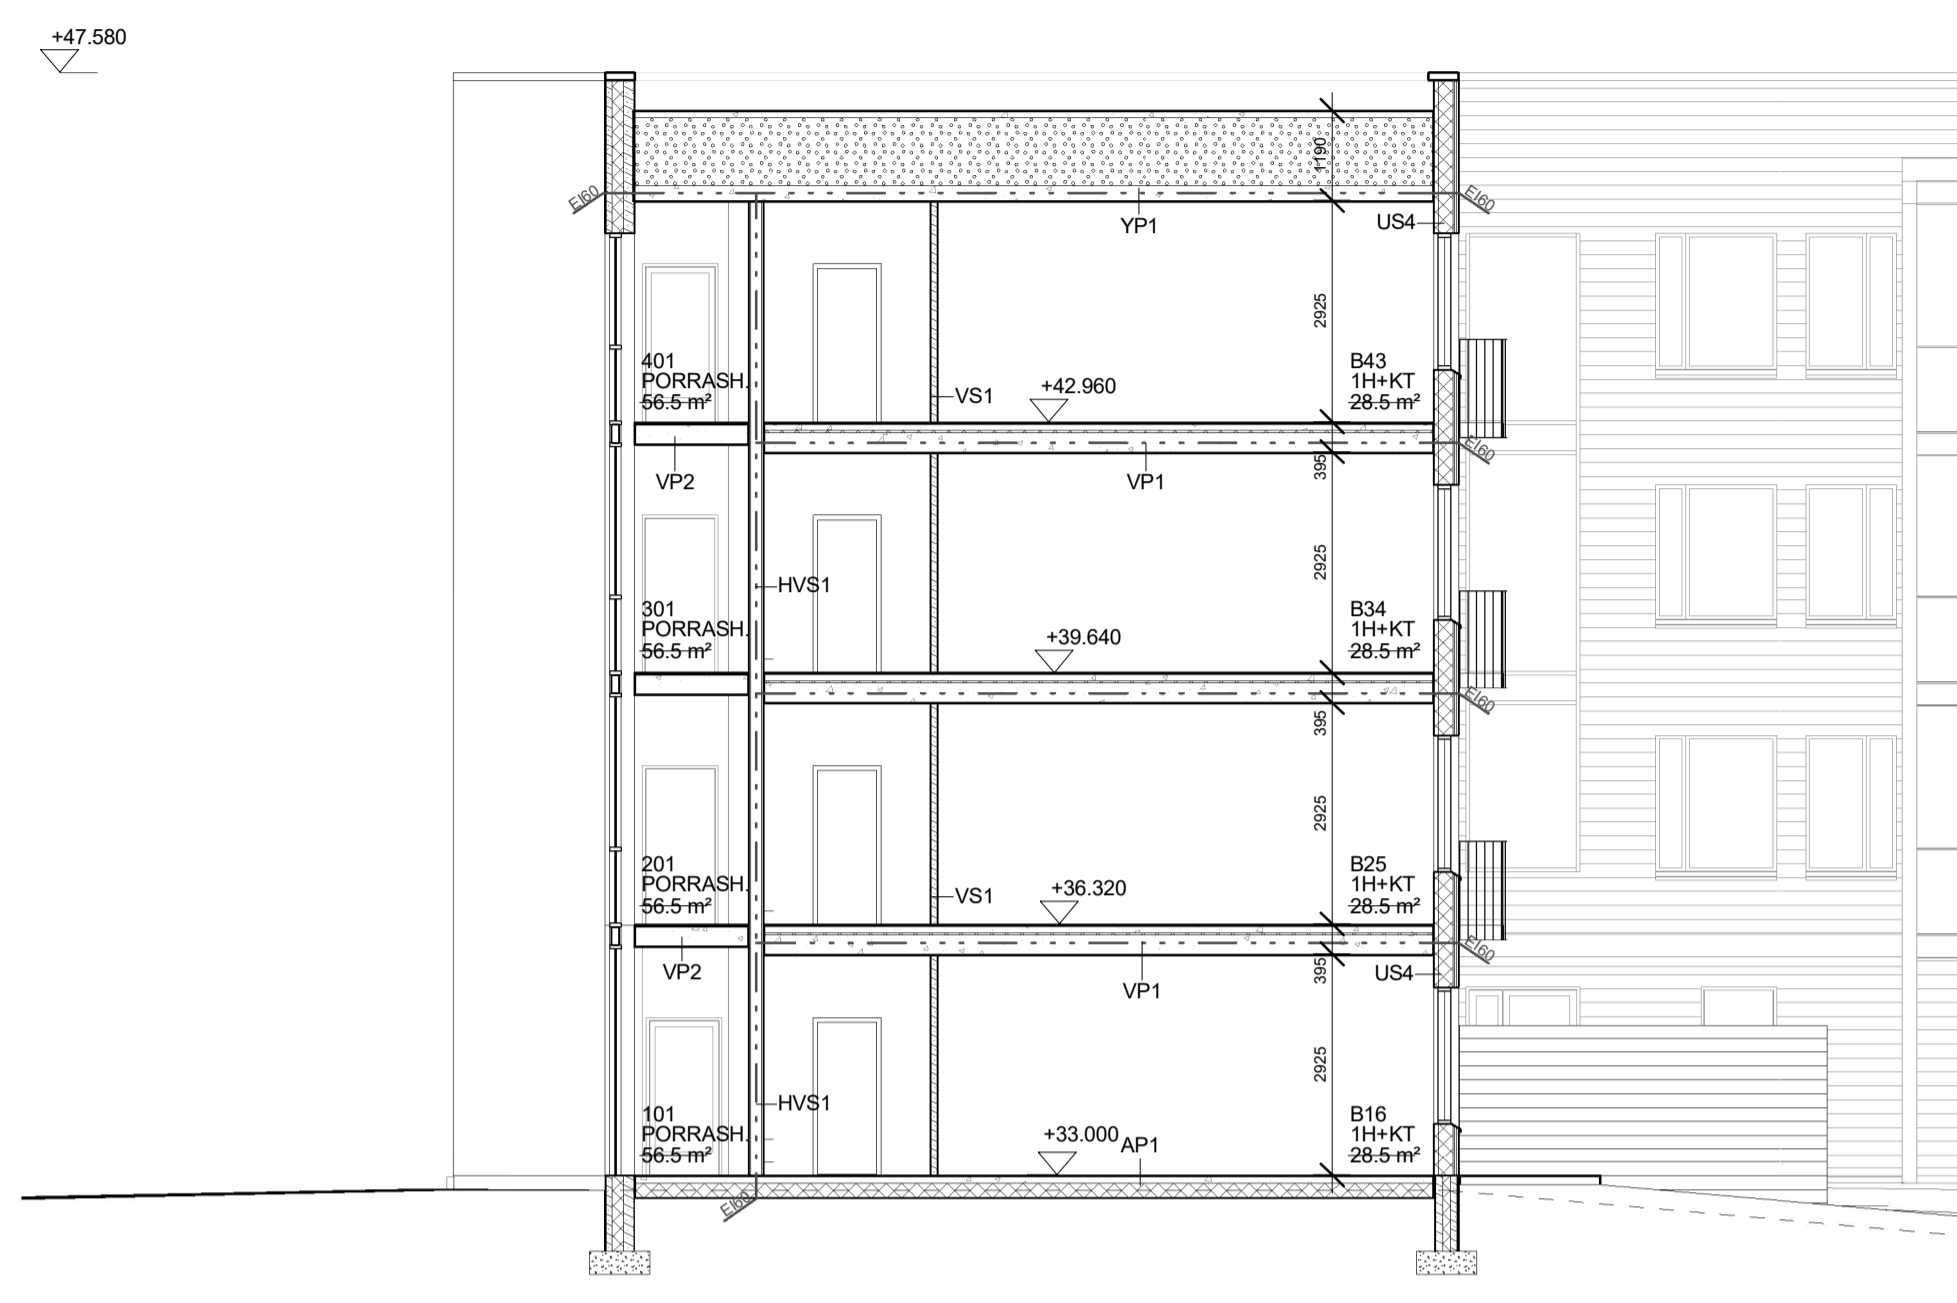 +47.580
EI60
1190
EI60
US4
YP1
2925
401
PORRASH.
56.5 m²
VS1
+42.960
B43
1H+KT
28.5 m²
VP2
VP1
395
EI60
2925
HVS1
301
PORRASH.
56.5 m²
+39.640
B34
1H+KT
28.5 m²
395
EI60
2925
201
PORRASH.
56.5 m²
VS1
+36.320
B25
1H+KT
28.5 m²
VP2
VP1
395
EI60
US4
2925
HVS1
101
PORRASH.
56.5 m²
+33.000
AP1
B16
1H+KT
28.5 m²
EI60